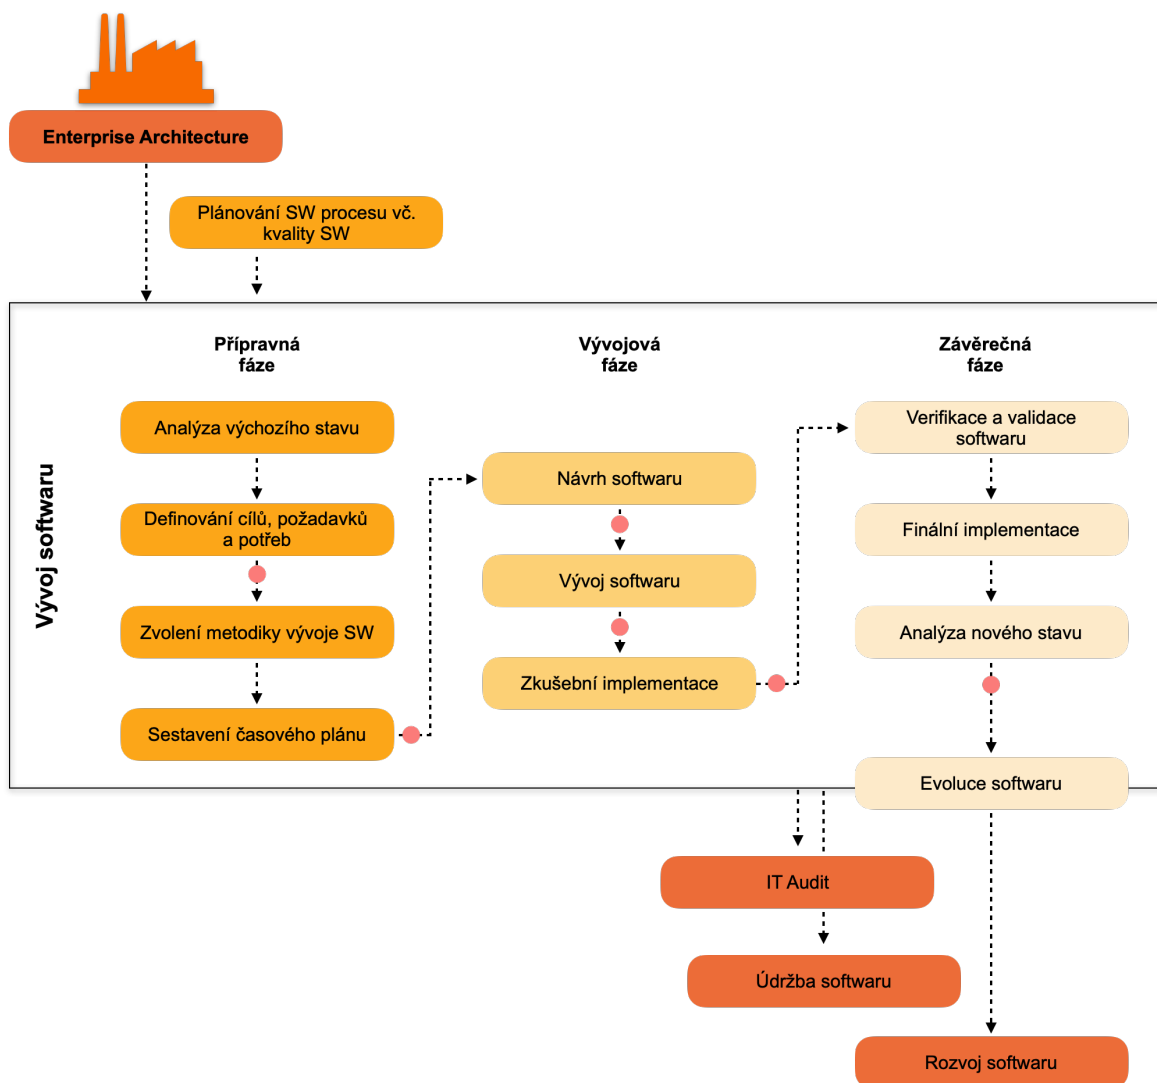 Enterprise Architecture
Plánování SW procesu vč.
kvality SW
Vývoj softwaru
Přípravná
fáze
Analýza výchozího stavu
Definování cílů, požadavků
a potřeb
Zvolení metodiky vývoje SW
Sestavení časového plánu
Vývojová
fáze
Návrh softwaru
Vývoj softwaru
Zkušební implementace
Závěrečná
fáze
Verifikace a validace
softwaru
Finální implementace
Analýza nového stavu
Evoluce softwaru
IT Audit
Údržba softwaru
Rozvoj softwaru